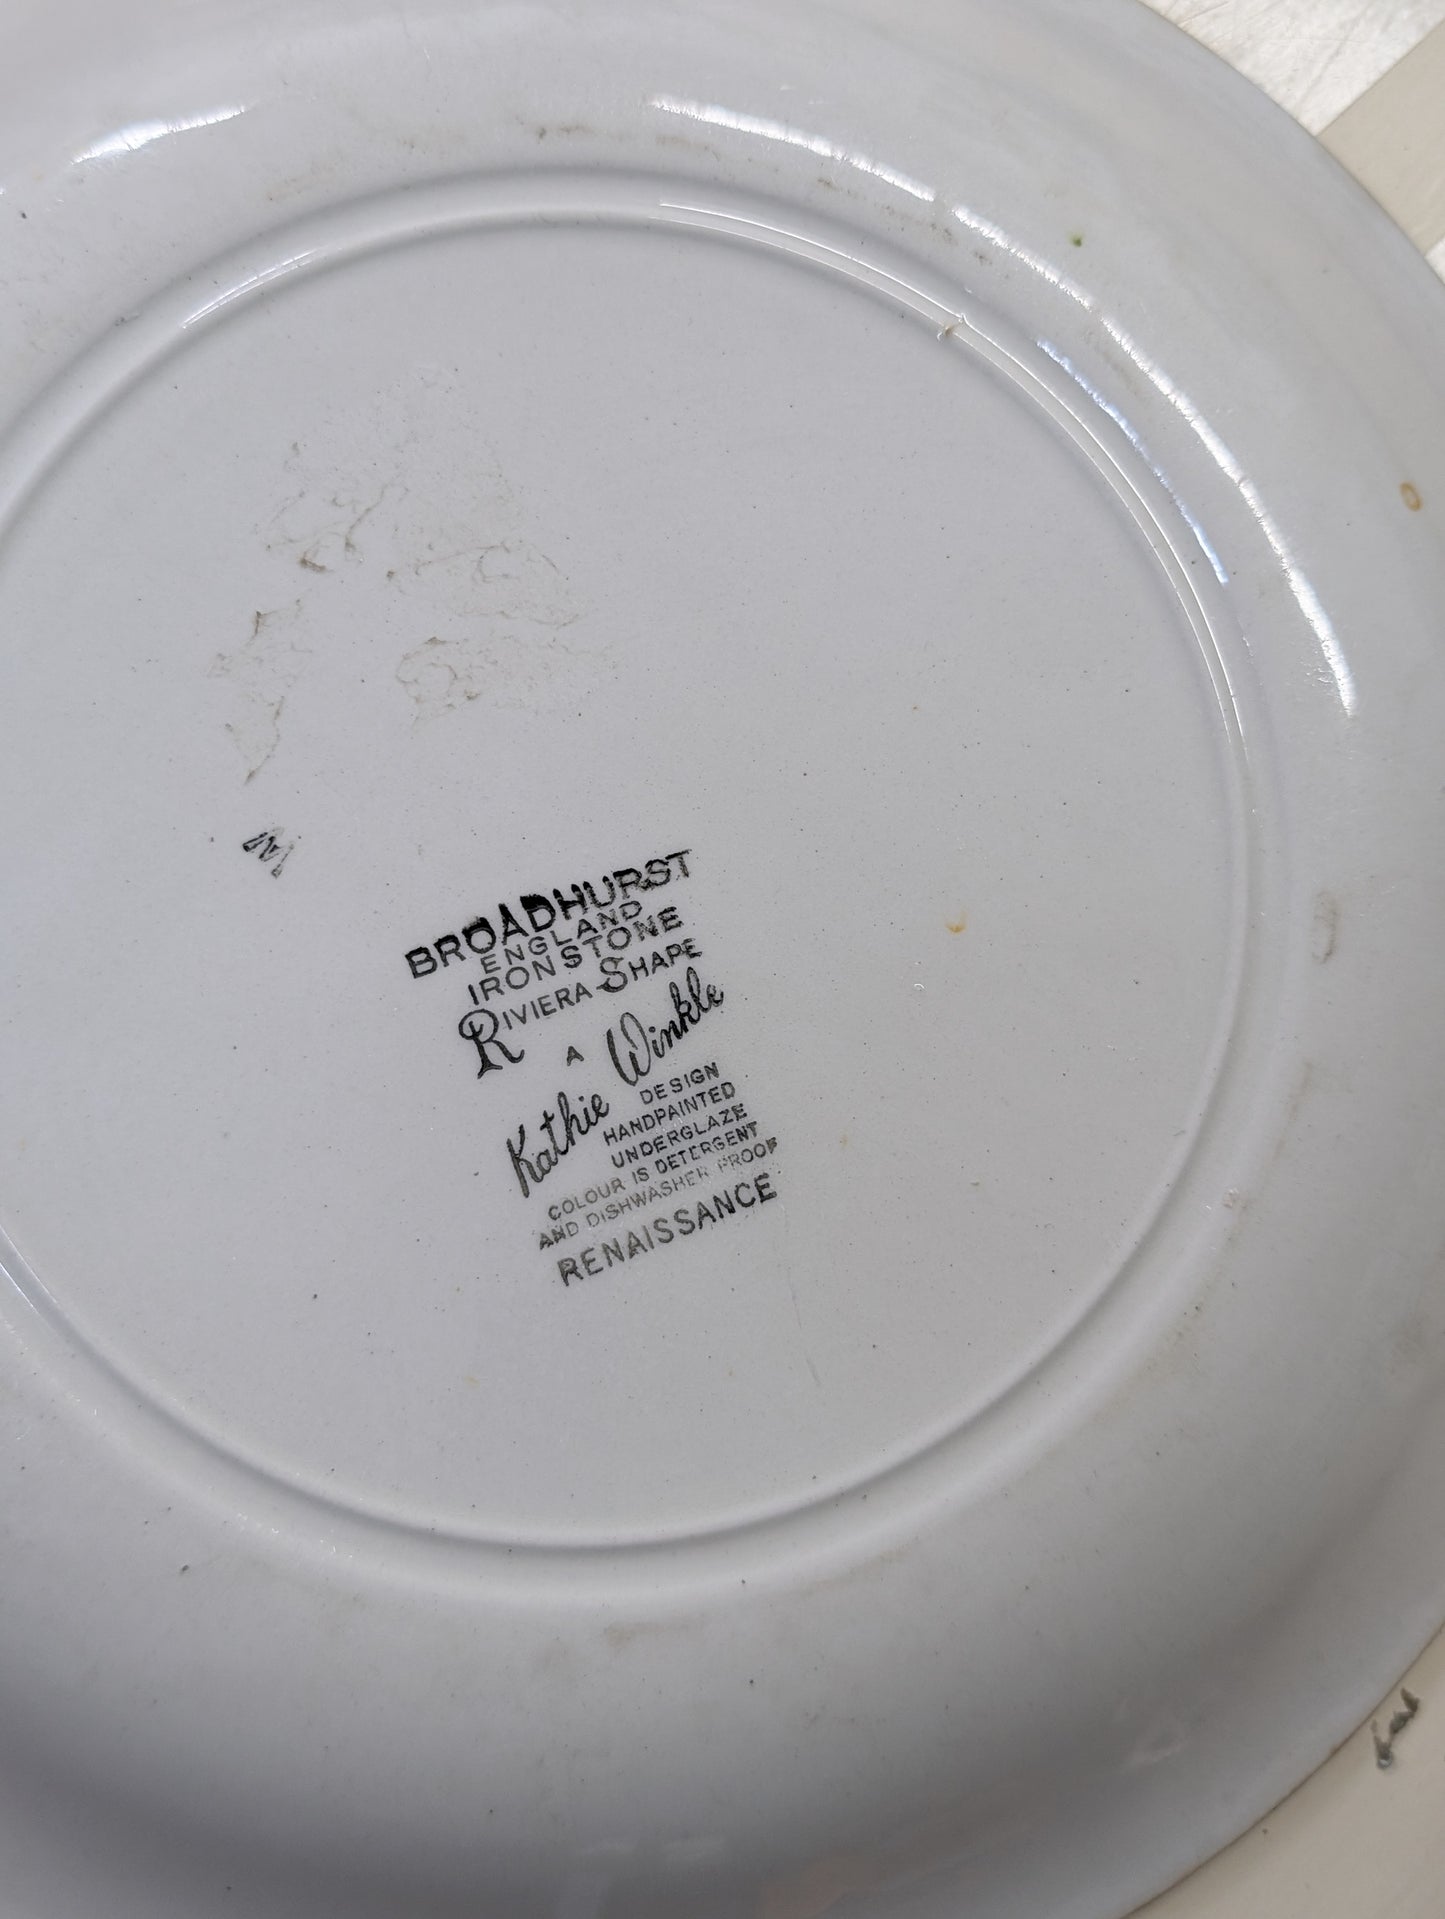 BROADHURST
ENGLAND
IRONSTONE
RIVIERA SHAPE
A
Kathie Winkle
DESIGN
HANDPAINTED
UNDERGLAZE
COLOUR IS DETERGENT
AND DISHWASHER PROOF
RENAISSANCE